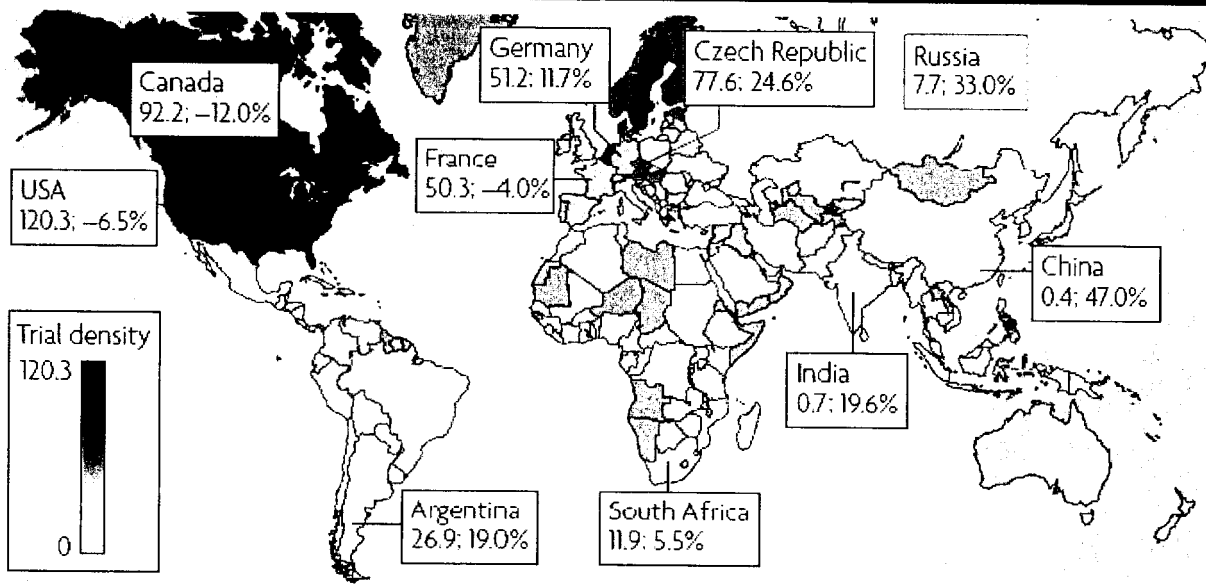 Germany
51.2; 11.7%
Czech Republic
77.6; 24.6%
Russia
7.7; 33.0%
Canada
92.2; –12.0%
France
50.3; –4.0%
USA
120.3; –6.5%
China
0.4; 47.0%
Trial density
120.3
0
India
0.7; 19.6%
Argentina
26.9; 19.0%
South Africa
11.9; 5.5%